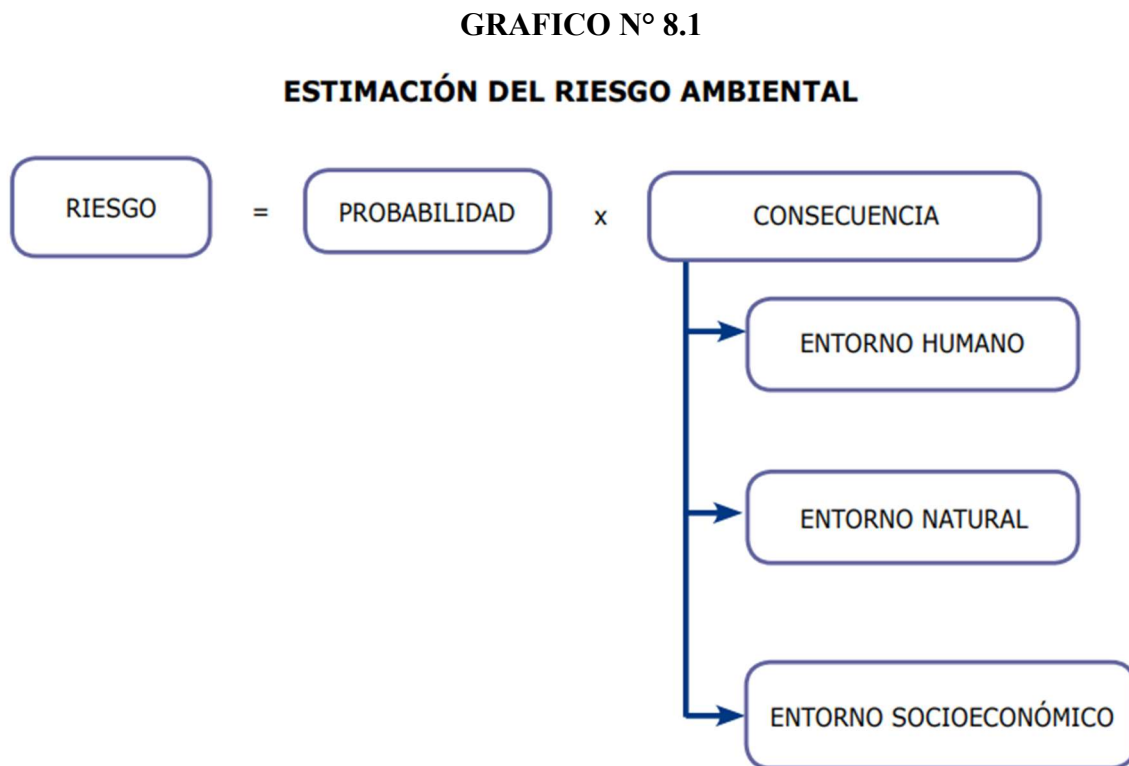 GRAFICO N° 8.1
ESTIMACIÓN DEL RIESGO AMBIENTAL
RIESGO = PROBABILIDAD x CONSECUENCIA
ENTORNO HUMANO
ENTORNO NATURAL
ENTORNO SOCIOECONÓMICO